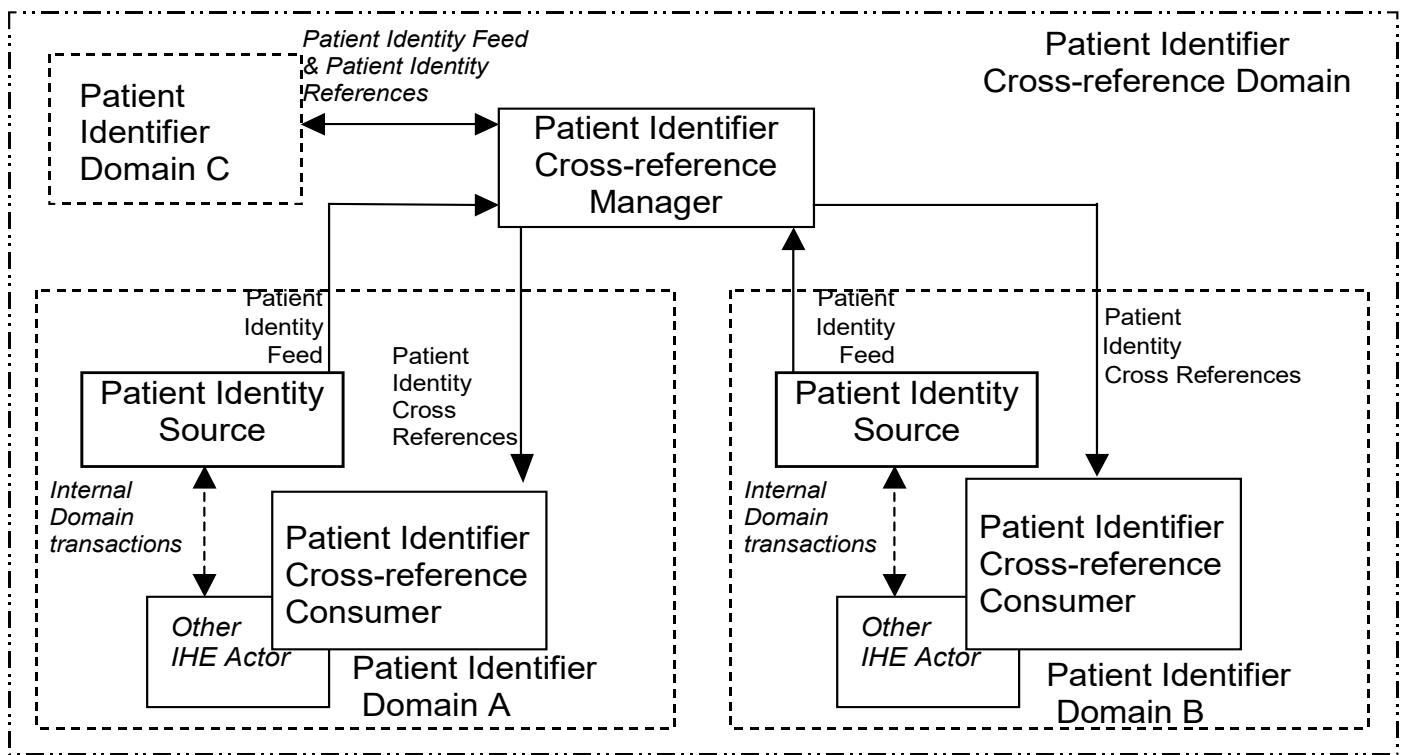 Patient Identity Feed
& Patient Identity
References
Patient Identifier
Cross-reference Domain
Patient
Identifier
Domain C
Patient Identifier
Cross-reference
Manager
Patient
Identity
Feed
Patient
Identity
Cross
References
Patient Identity
Source
Internal
Domain
transactions
Patient Identifier
Cross-reference
Consumer
Other
IHE Actor
Patient Identifier
Domain A
Patient
Identity
Feed
Patient
Identity
Cross References
Patient Identity
Source
Internal
Domain
transactions
Patient Identifier
Cross-reference
Consumer
Other
IHE Actor
Patient Identifier
Domain B